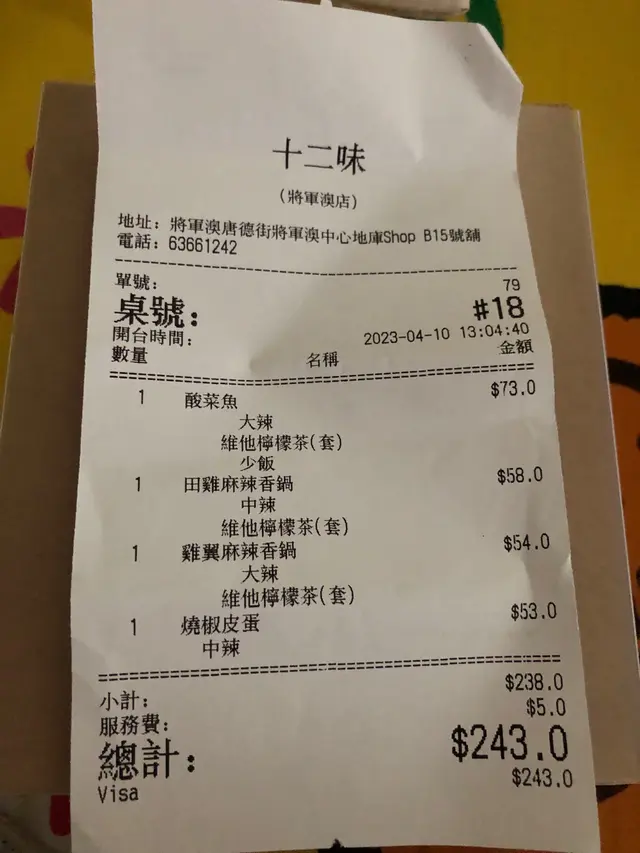 十二味
(將軍澳店)
地址: 將軍澳唐德街將軍澳中心地庫Shop B15號舖
電話: 63661242
單號: 79
桌號: #18
開台時間: 2023-04-10 13:04:40
數量 名稱 金額
1 酸菜魚 $73.0
大辣
維他檸檬茶(套)
少飯
1 田雞麻辣香鍋 $58.0
中辣
維他檸檬茶(套)
1 雞翼麻辣香鍋 $54.0
大辣
維他檸檬茶(套)
1 燒椒皮蛋 $53.0
中辣
小計: $238.0
服務費: $5.0
總計: $243.0
Visa $243.0